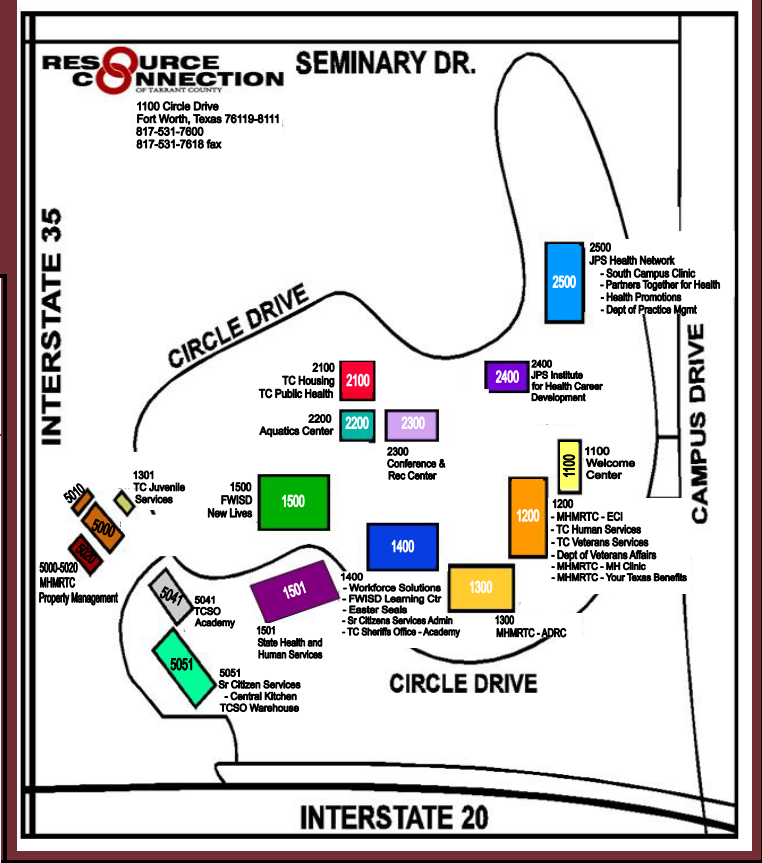 SEMINARY DR.
RESOURCE
CONNECTION
OF TARRANT COUNTY
1100 Circle Drive
Fort Worth, Texas 76119-8111
817-531-7600
817-531-7618 fax
INTERSTATE 35
CIRCLE DRIVE
2500
2500
JPS Health Network
- South Campus Clinic
- Partners Together for Health
- Health Promotions
- Dept of Practice Mgmt
CAMPUS DRIVE
2100
TC Housing
TC Public Health
2100
2400
2400
JPS Institute
for Health Career
Development
2200
Aquatics Center
2200
2300
2300
Conference &
Rec Center
1100
1100
Welcome
Center
1301
TC Juvenile
Services
5010
5000
5020
5000-5020
MHMRTC
Property Management
1500
FWISD
New Lives
1500
1200
1200
- MHMRTC - ECI
- TC Human Services
- TC Veterans Services
- Dept of Veterans Affairs
- MHMRTC - MH Clinic
- MHMRTC - Your Texas Benefits
1400
1400
- Workforce Solutions
- FWISD Learning Ctr
- Easter Seals
- Sr Citizens Services Admin
- TC Sheriffs Office - Academy
1300
1300
MHMRTC - ADRC
1501
1501
State Health and
Human Services
5041
5041
TCSO
Academy
5051
5051
Sr Citizen Services
- Central Kitchen
TCSO Warehouse
CIRCLE DRIVE
INTERSTATE 20